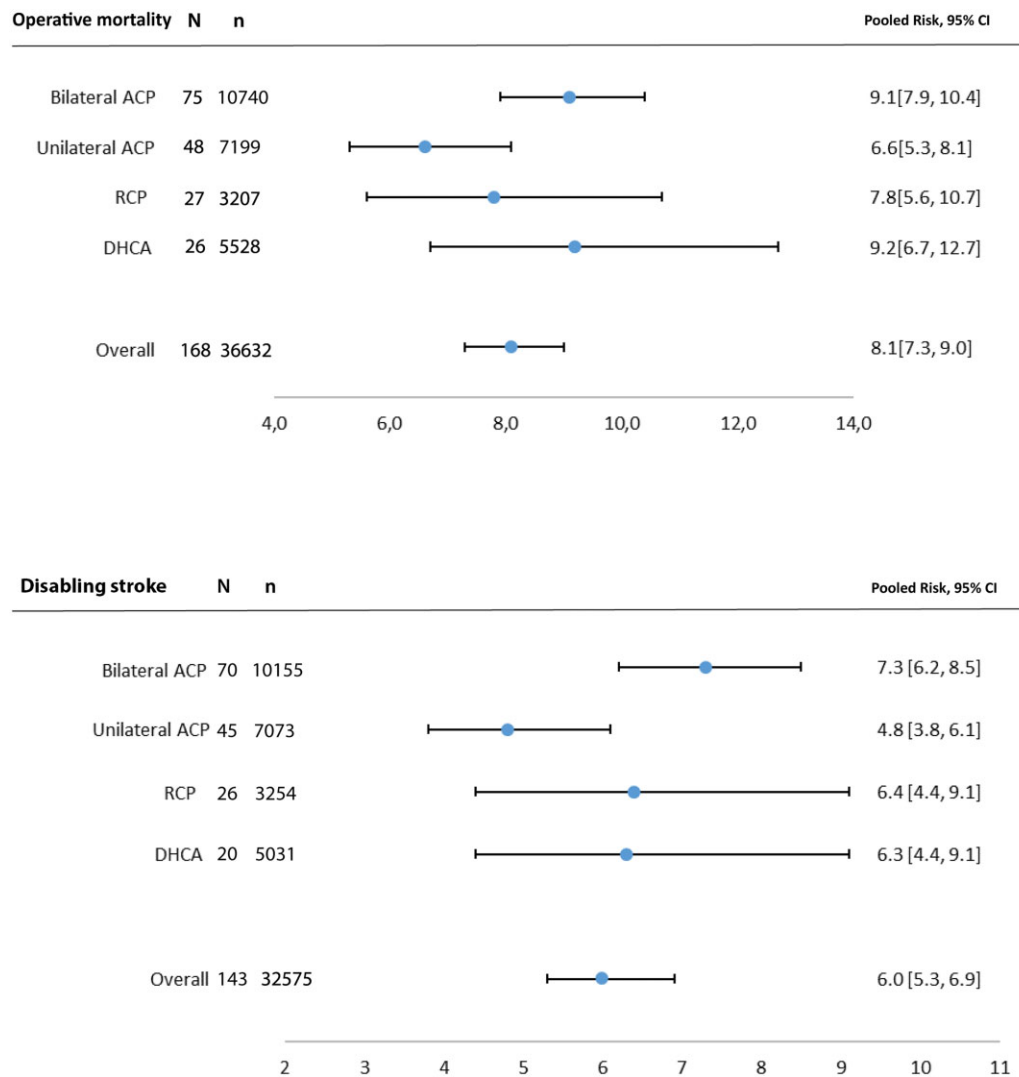 Operative mortality N n Pooled Risk, 95% CI
Bilateral ACP 75 10740 9.1[7.9, 10.4]
Unilateral ACP 48 7199 6.6[5.3, 8.1]
RCP 27 3207 7.8[5.6, 10.7]
DHCA 26 5528 9.2[6.7, 12.7]
Overall 168 36632 8.1[7.3, 9.0]
4,0 6,0 8,0 10,0 12,0 14,0
Disabling stroke N n Pooled Risk, 95% CI
Bilateral ACP 70 10155 7.3 [6.2, 8.5]
Unilateral ACP 45 7073 4.8 [3.8, 6.1]
RCP 26 3254 6.4 [4.4, 9.1]
DHCA 20 5031 6.3 [4.4, 9.1]
Overall 143 32575 6.0 [5.3, 6.9]
2 3 4 5 6 7 8 9 10 11